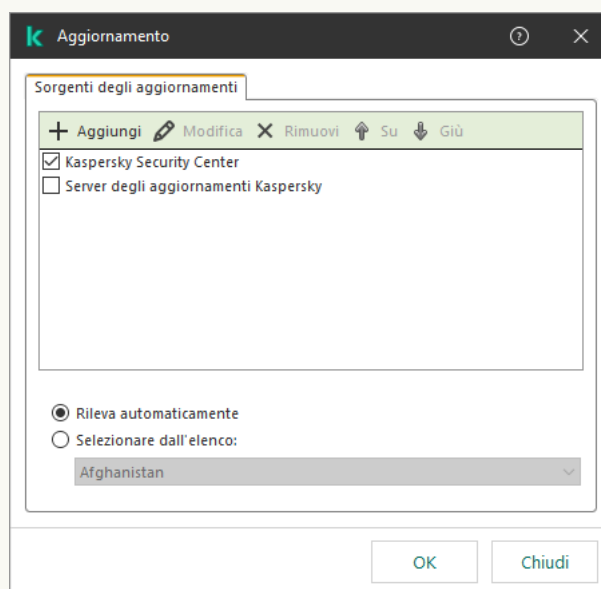 Aggiornamento
Sorgenti degli aggiornamenti
Aggiungi Modifica Rimuovi Su Giù
Kaspersky Security Center
Server degli aggiornamenti Kaspersky
Rileva automaticamente
Selezionare dall'elenco:
Afghanistan
OK Chiudi